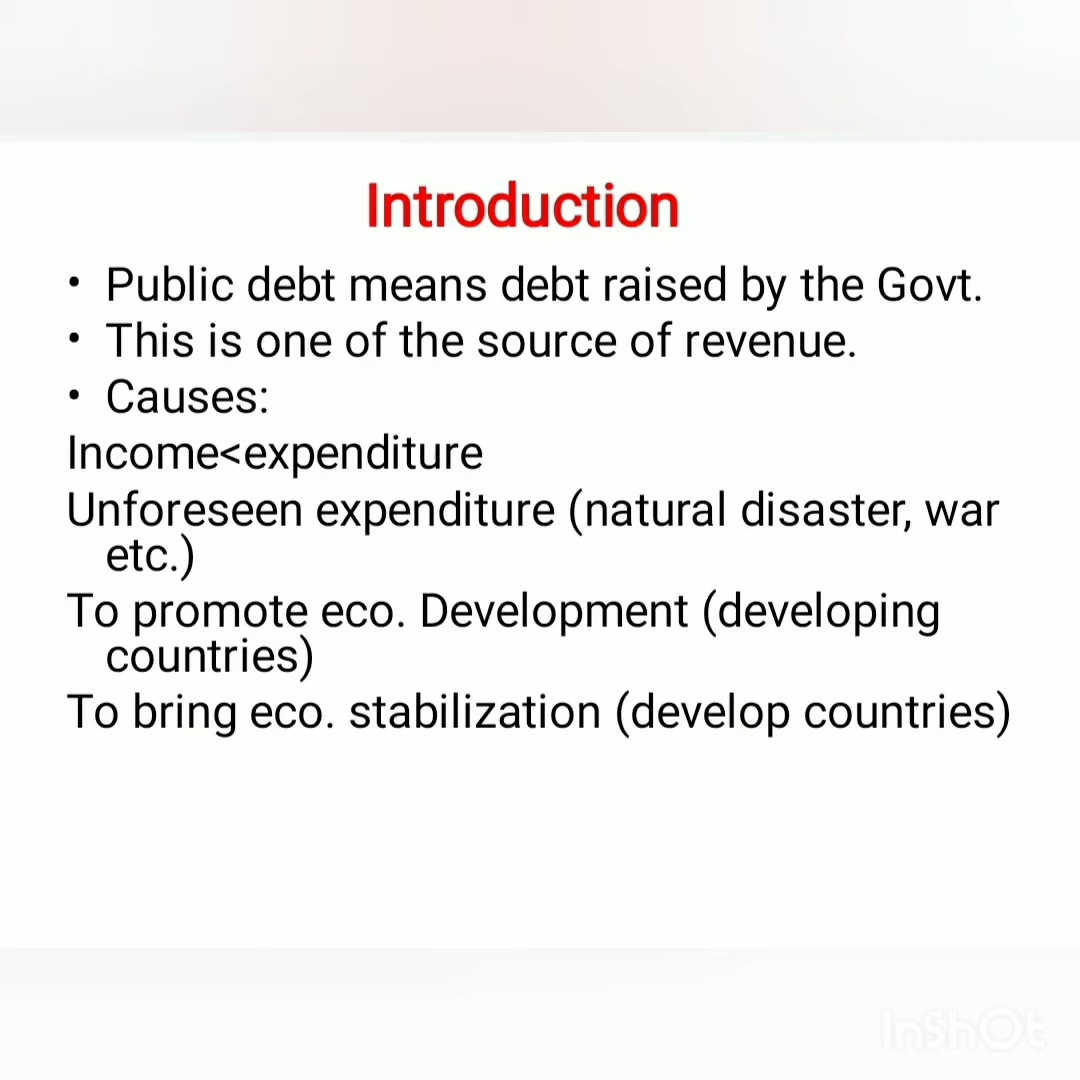 Introduction
• Public debt means debt raised by the Govt.
• This is one of the source of revenue.
• Causes:
Income<expenditure
Unforeseen expenditure (natural disaster, war
etc.)
To promote eco. Development (developing
countries)
To bring eco. stabilization (develop countries)
InShOt